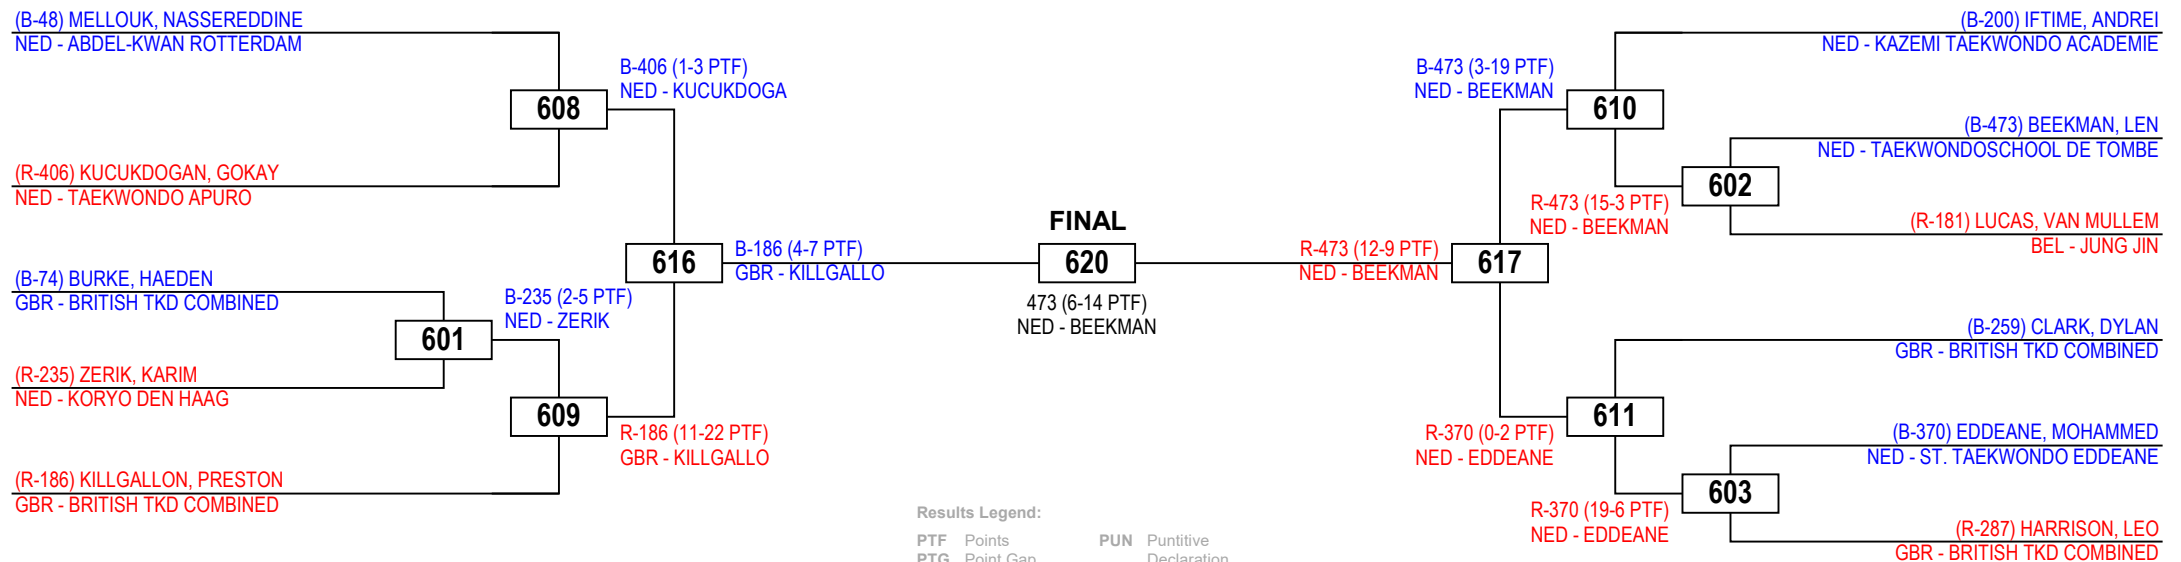 (B-48) MELLOUK, NASSEREDDINE
NED - ABDEL-KWAN ROTTERDAM
608
B-406 (1-3 PTF)
NED - KUCUKDOGA
(R-406) KUCUKDOGAN, GOKAY
NED - TAEKWONDO APURO
616
B-186 (4-7 PTF)
GBR - KILLGALLO
(B-74) BURKE, HAEDEN
GBR - BRITISH TKD COMBINED
601
B-235 (2-5 PTF)
NED - ZERIK
(R-235) ZERIK, KARIM
NED - KORYO DEN HAAG
609
R-186 (11-22 PTF)
GBR - KILLGALLO
(R-186) KILLGALLON, PRESTON
GBR - BRITISH TKD COMBINED
FINAL
620
473 (6-14 PTF)
NED - BEEKMAN
(B-200) IFTIME, ANDREI
NED - KAZEMI TAEKWONDO ACADEMIE
B-473 (3-19 PTF)
NED - BEEKMAN
610
(B-473) BEEKMAN, LEN
NED - TAEKWONDOSCHOOL DE TOMBE
602
R-473 (15-3 PTF)
NED - BEEKMAN
(R-181) LUCAS, VAN MULLEM
BEL - JUNG JIN
R-473 (12-9 PTF)
NED - BEEKMAN
617
(B-259) CLARK, DYLAN
GBR - BRITISH TKD COMBINED
611
R-370 (0-2 PTF)
NED - EDDEANE
(B-370) EDDEANE, MOHAMMED
NED - ST. TAEKWONDO EDDEANE
603
R-370 (19-6 PTF)
NED - EDDEANE
(R-287) HARRISON, LEO
GBR - BRITISH TKD COMBINED
Results Legend:
PTF Points PUN Puntitive
PTG Point Gap Declaration